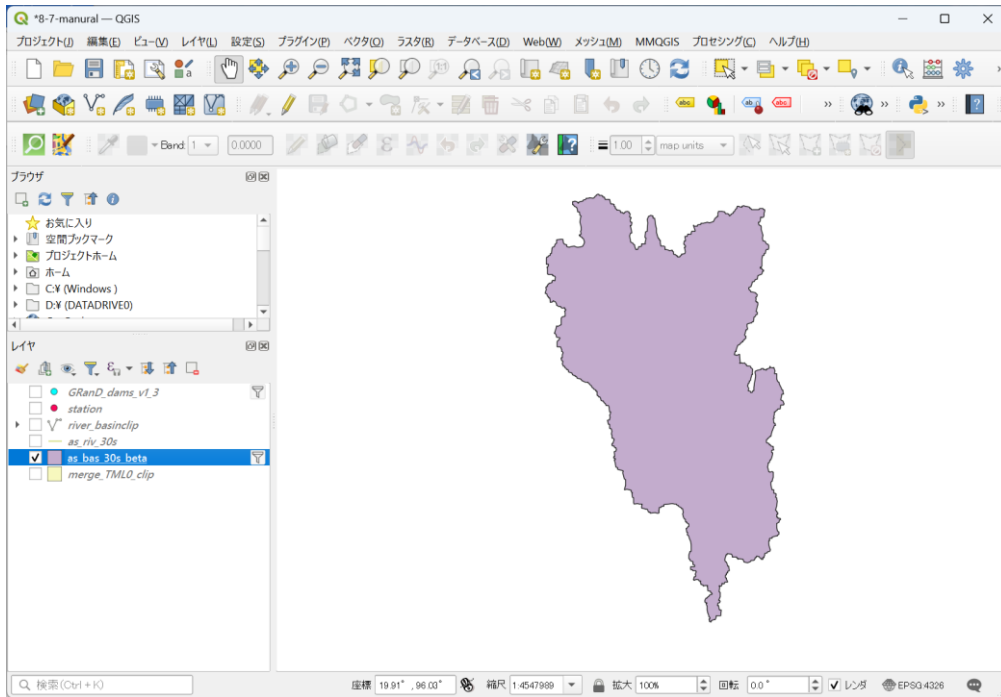 *8-7-manural — QGIS
プロジェクト(J) 編集(E) ビュー(V) レイヤ(L) 設定(S) プラグイン(P) ベクタ(O) ラスタ(R) データベース(D) Web(W) メッシュ(M) MMQGIS プロセシング(C) ヘルプ(H)
abc abc
Band: 1 0.0000 1.00 map units
ブラウザ
お気に入り
空間ブックマーク
プロジェクトホーム
ホーム
C:¥ (Windows )
D:¥ (DATADRIVE0)
レイヤ
GRanD_dams_v1_3
station
river_basinclip
as_riv_30s
as_bas_30s_beta
merge_TML0_clip
検索(Ctrl + K) 座標 19.91° , 96.03° 縮尺 1:4547989 拡大 100% 回転 0.0 ° レンダ EPSG:4326